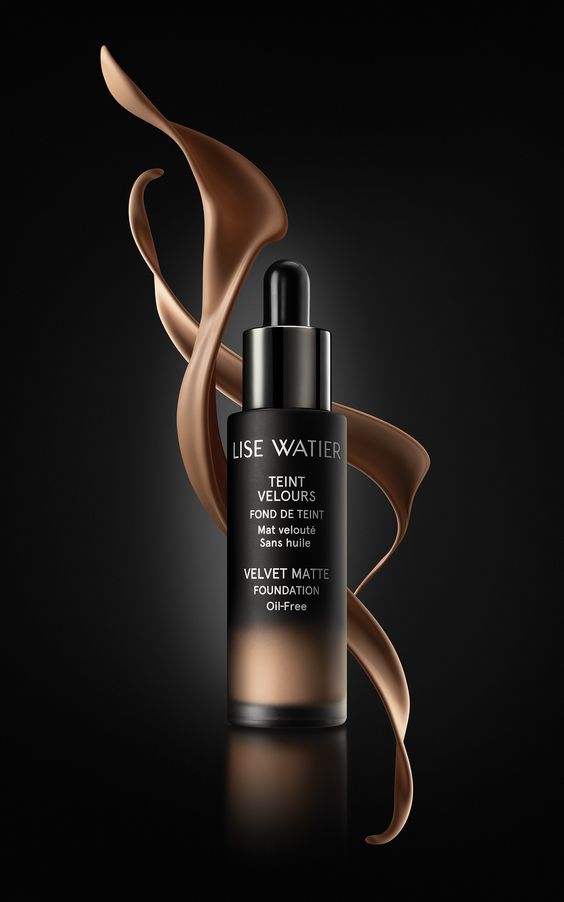 LISE WATIER
TEINT
VELOURS
FOND DE TEINT
Mat velouté
Sans huile
VELVET MATTE
FOUNDATION
Oil-Free